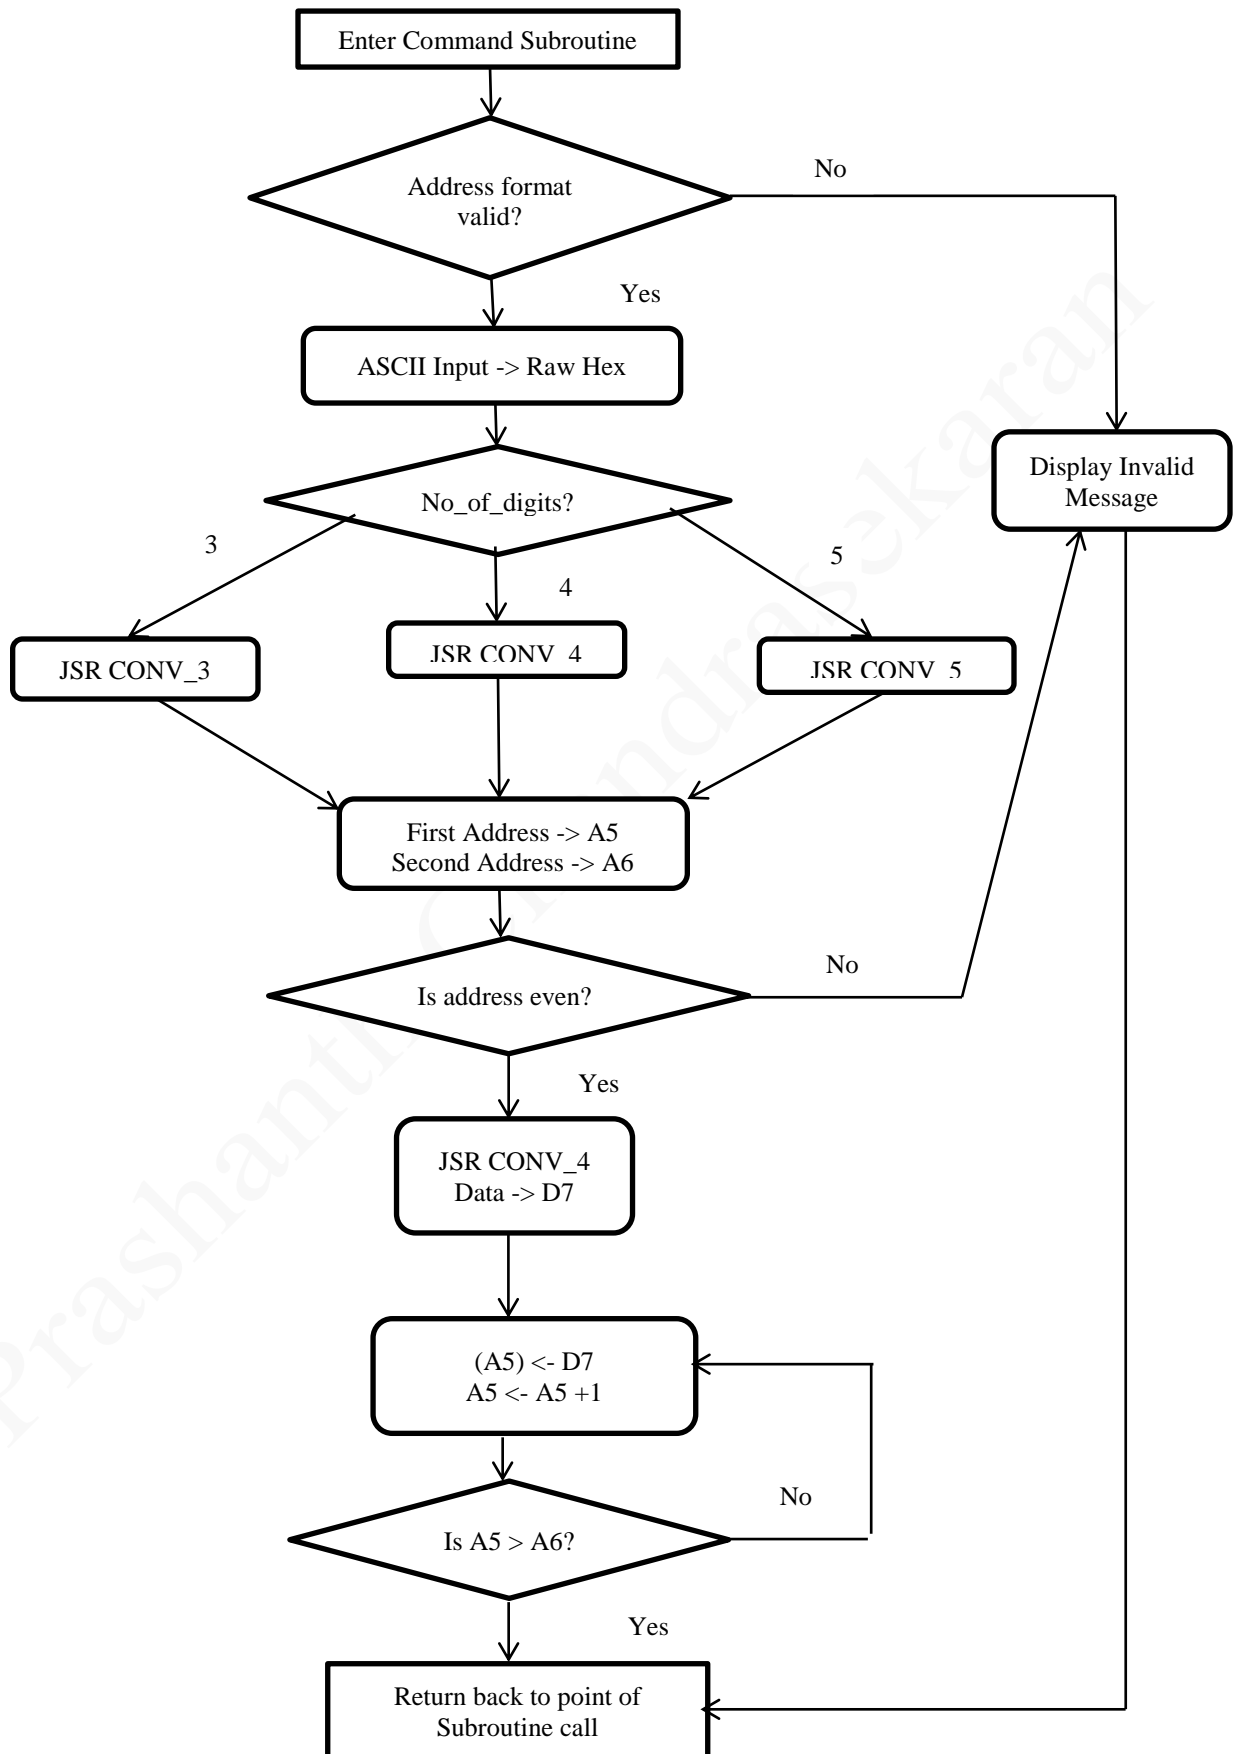 Enter Command Subroutine
No
Address format
valid?
Yes
ASCII Input -> Raw Hex
Display Invalid
Message
No_of_digits?
3
5
4
JSR CONV_3
JSR CONV_4
JSR CONV_5
First Address -> A5
Second Address -> A6
No
Is address even?
Yes
JSR CONV_4
Data -> D7
(A5) <- D7
A5 <- A5 +1
No
Is A5 > A6?
Yes
Return back to point of
Subroutine call